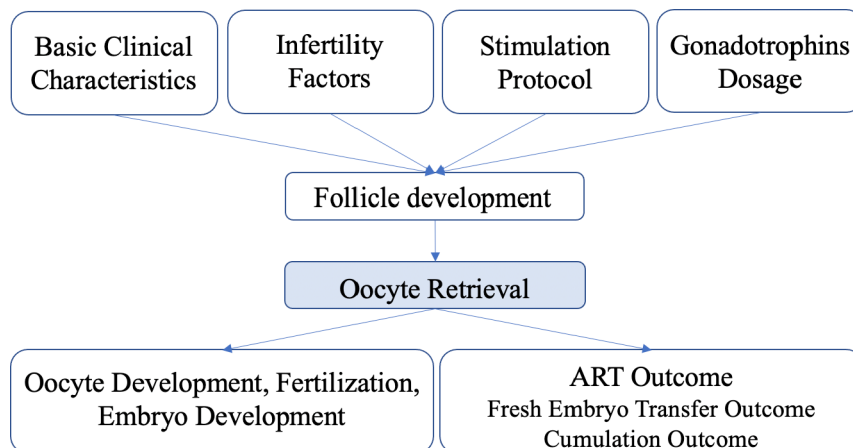 Basic Clinical
Characteristics
Infertility
Factors
Stimulation
Protocol
Gonadotrophins
Dosage
Follicle development
Oocyte Retrieval
Oocyte Development, Fertilization,
Embryo Development
ART Outcome
Fresh Embryo Transfer Outcome
Cumulation Outcome